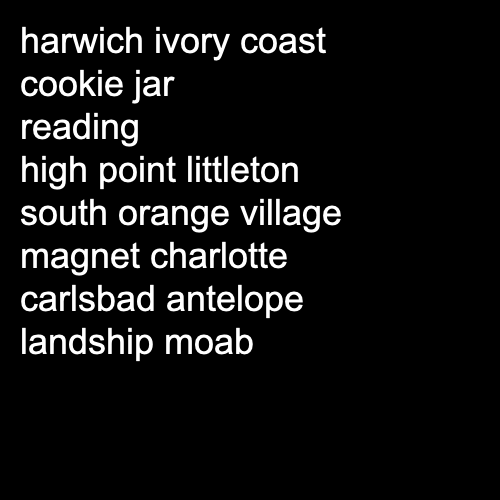 harwich ivory coast
cookie jar
reading
high point littleton
south orange village
magnet charlotte
carlsbad antelope
landship moab